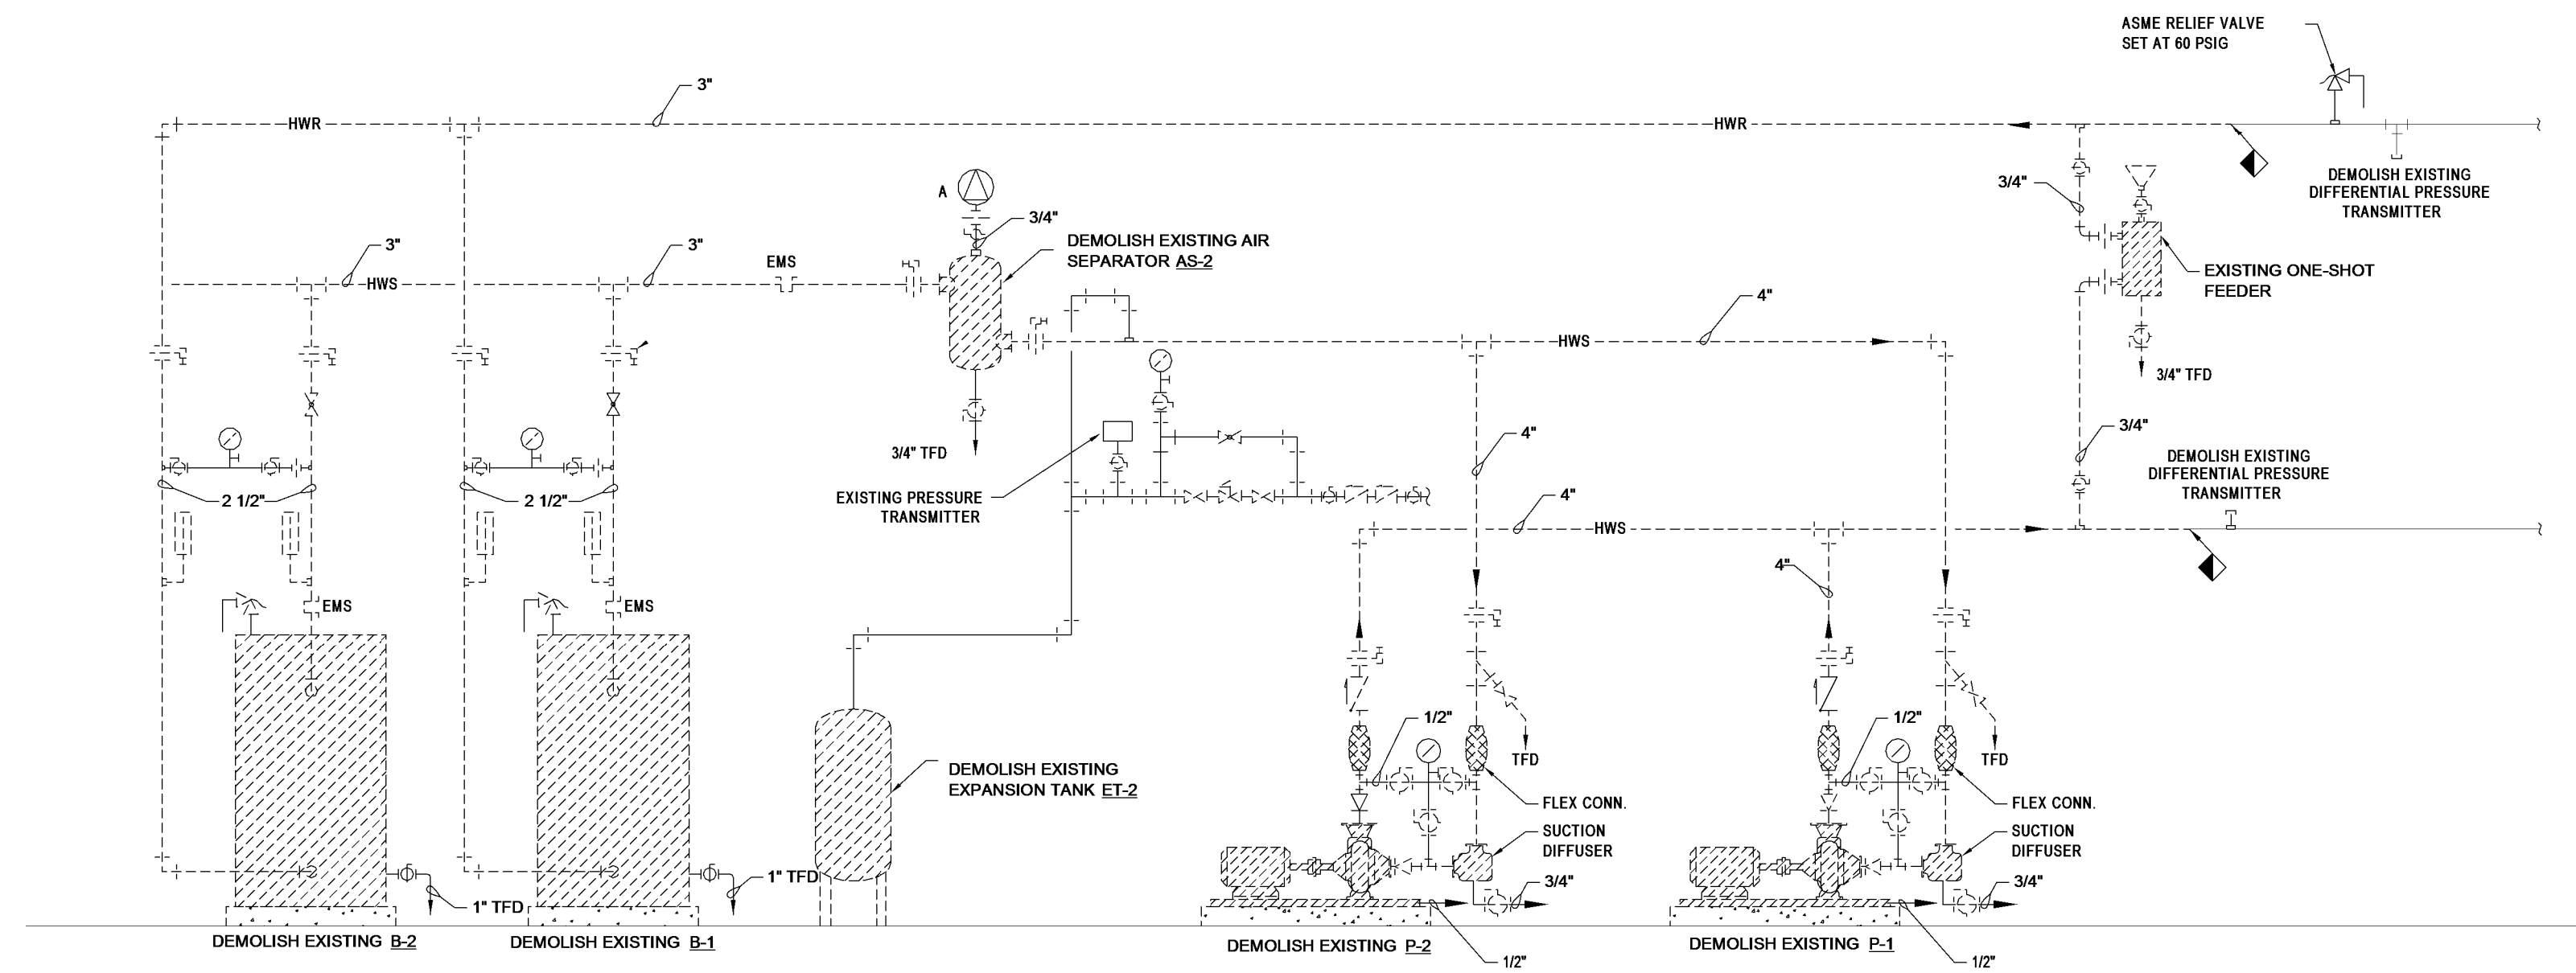 ASME RELIEF VALVE
SET AT 60 PSIG
3"
HWR
HWR
DEMOLISH EXISTING
DIFFERENTIAL PRESSURE
TRANSMITTER
3/4"
A
3/4"
DEMOLISH EXISTING AIR
SEPARATOR AS-2
3"
HWS
3"
EMS
EXISTING ONE-SHOT
FEEDER
4"
HWS
3/4" TFD
3/4" TFD
4"
3/4"
DEMOLISH EXISTING
DIFFERENTIAL PRESSURE
TRANSMITTER
2 1/2"
2 1/2"
EXISTING PRESSURE
TRANSMITTER
4"
HWS
4"
EMS
EMS
1/2"
1/2"
TFD
TFD
DEMOLISH EXISTING
EXPANSION TANK ET-2
FLEX CONN.
FLEX CONN.
SUCTION
DIFFUSER
SUCTION
DIFFUSER
1" TFD
1" TFD
3/4"
3/4"
DEMOLISH EXISTING B-2
DEMOLISH EXISTING B-1
DEMOLISH EXISTING P-2
DEMOLISH EXISTING P-1
1/2"
1/2"